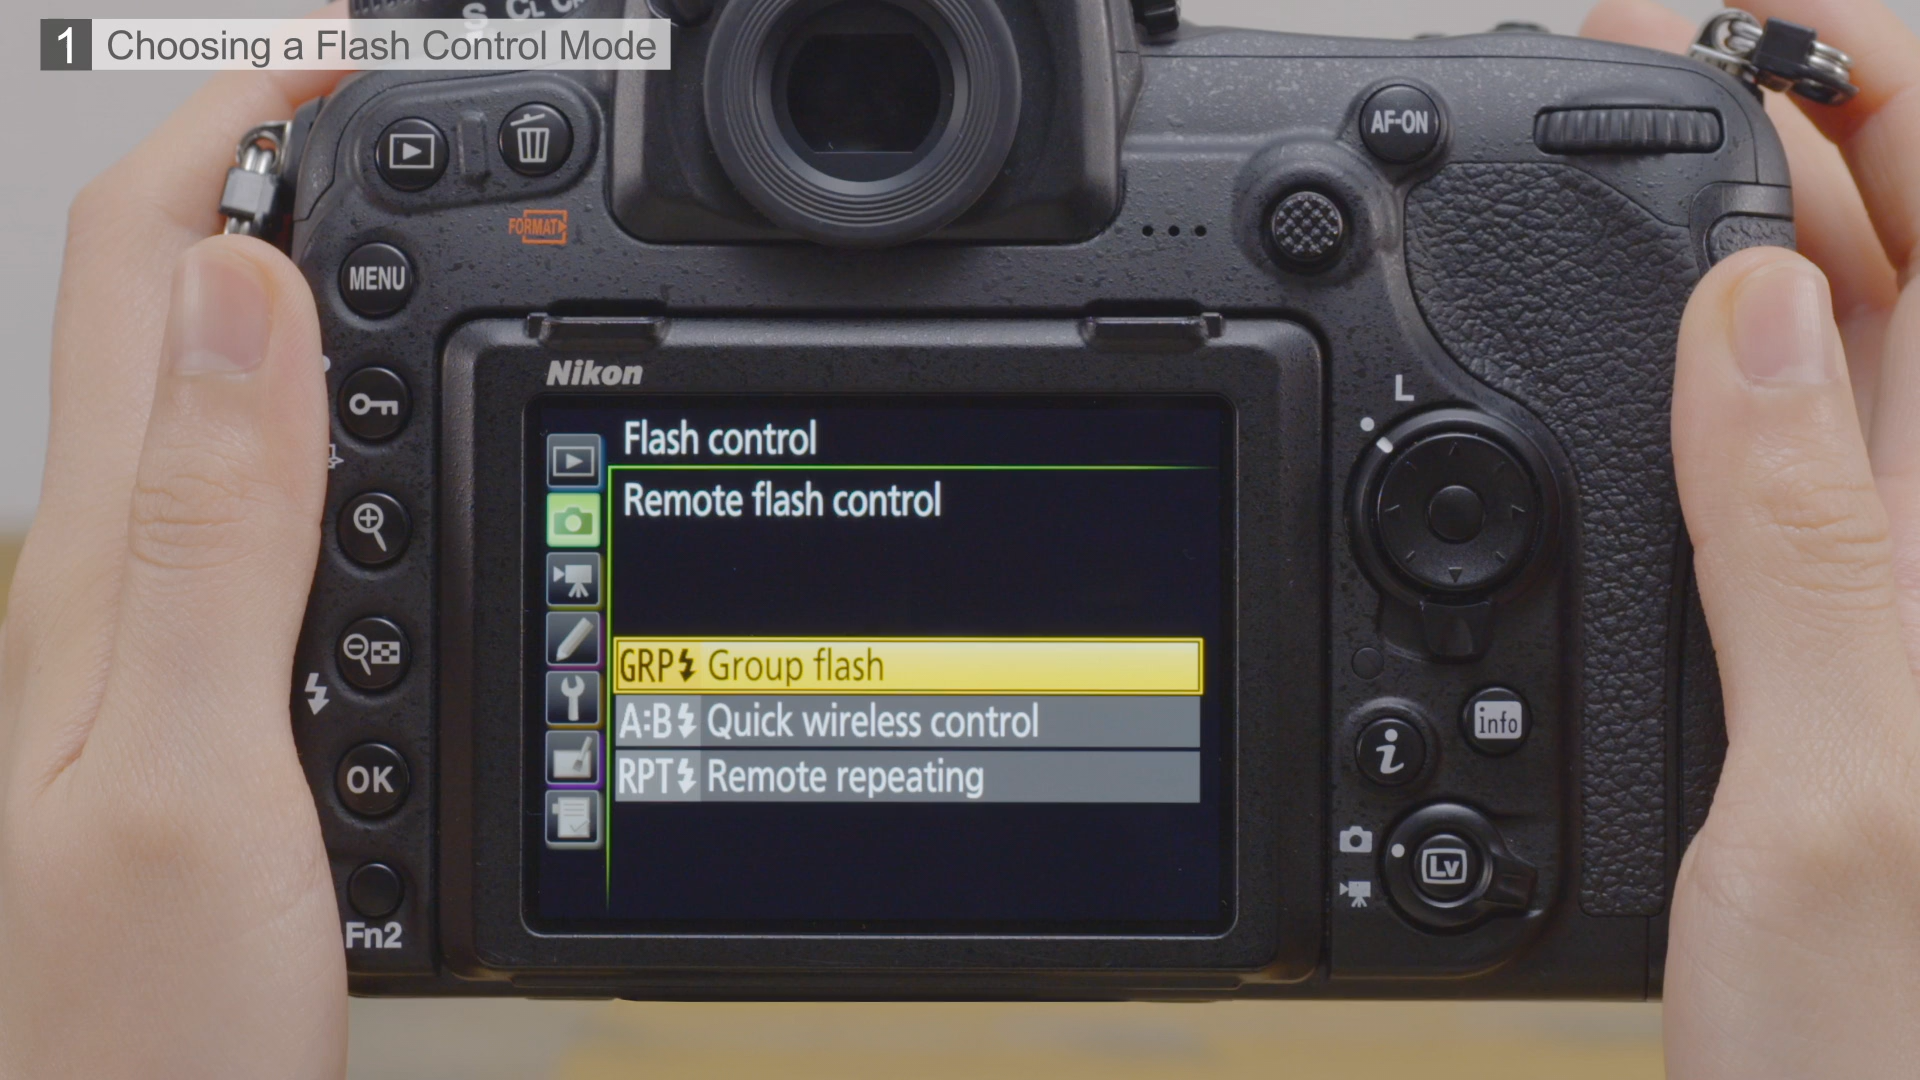 S CL
1 Choosing a Flash Control Mode
AF-ON
FORMAT
MENU
Nikon
L
Flash control
Remote flash control
GRP Group flash
A:B Quick wireless control
RPT Remote repeating
info
i
OK
Lv
Fn2